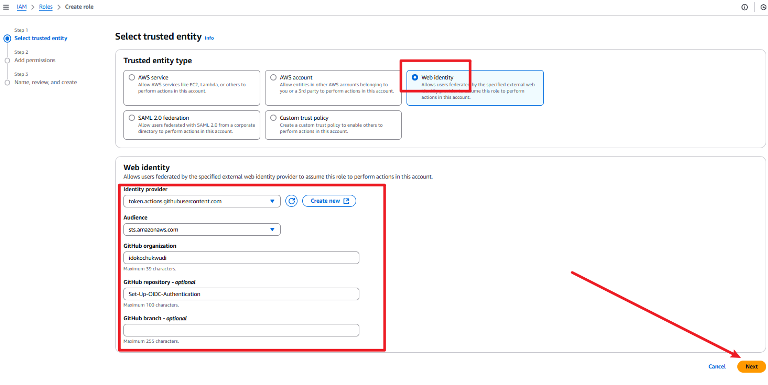 IAM > Roles > Create role
Step 1
Select trusted entity
Step 2
Add permissions
Step 3
Name, review, and create
Select trusted entity Info
Trusted entity type
AWS service
Allow AWS services like EC2, Lambda, or others to
perform actions in this account.
AWS account
Allow entities in other AWS accounts belonging to
you or a 3rd party to perform actions in this account.
Web identity
Allows users federated by the specified external web
identity provider to assume this role to perform
actions in this account.
SAML 2.0 federation
Allow users federated with SAML 2.0 from a corporate
directory to perform actions in this account.
Custom trust policy
Create a custom trust policy to enable others to
perform actions in this account.
Web identity
Allows users federated by the specified external web identity provider to assume this role to perform actions in this account.
Identity provider
token.actions.githubusercontent.com
Create new
Audience
sts.amazonaws.com
GitHub organization
idokochukwudi
Maximum 39 characters.
GitHub repository - optional
Set-Up-OIDC-Authentication
Maximum 100 characters.
GitHub branch - optional
Maximum 255 characters.
Cancel
Next